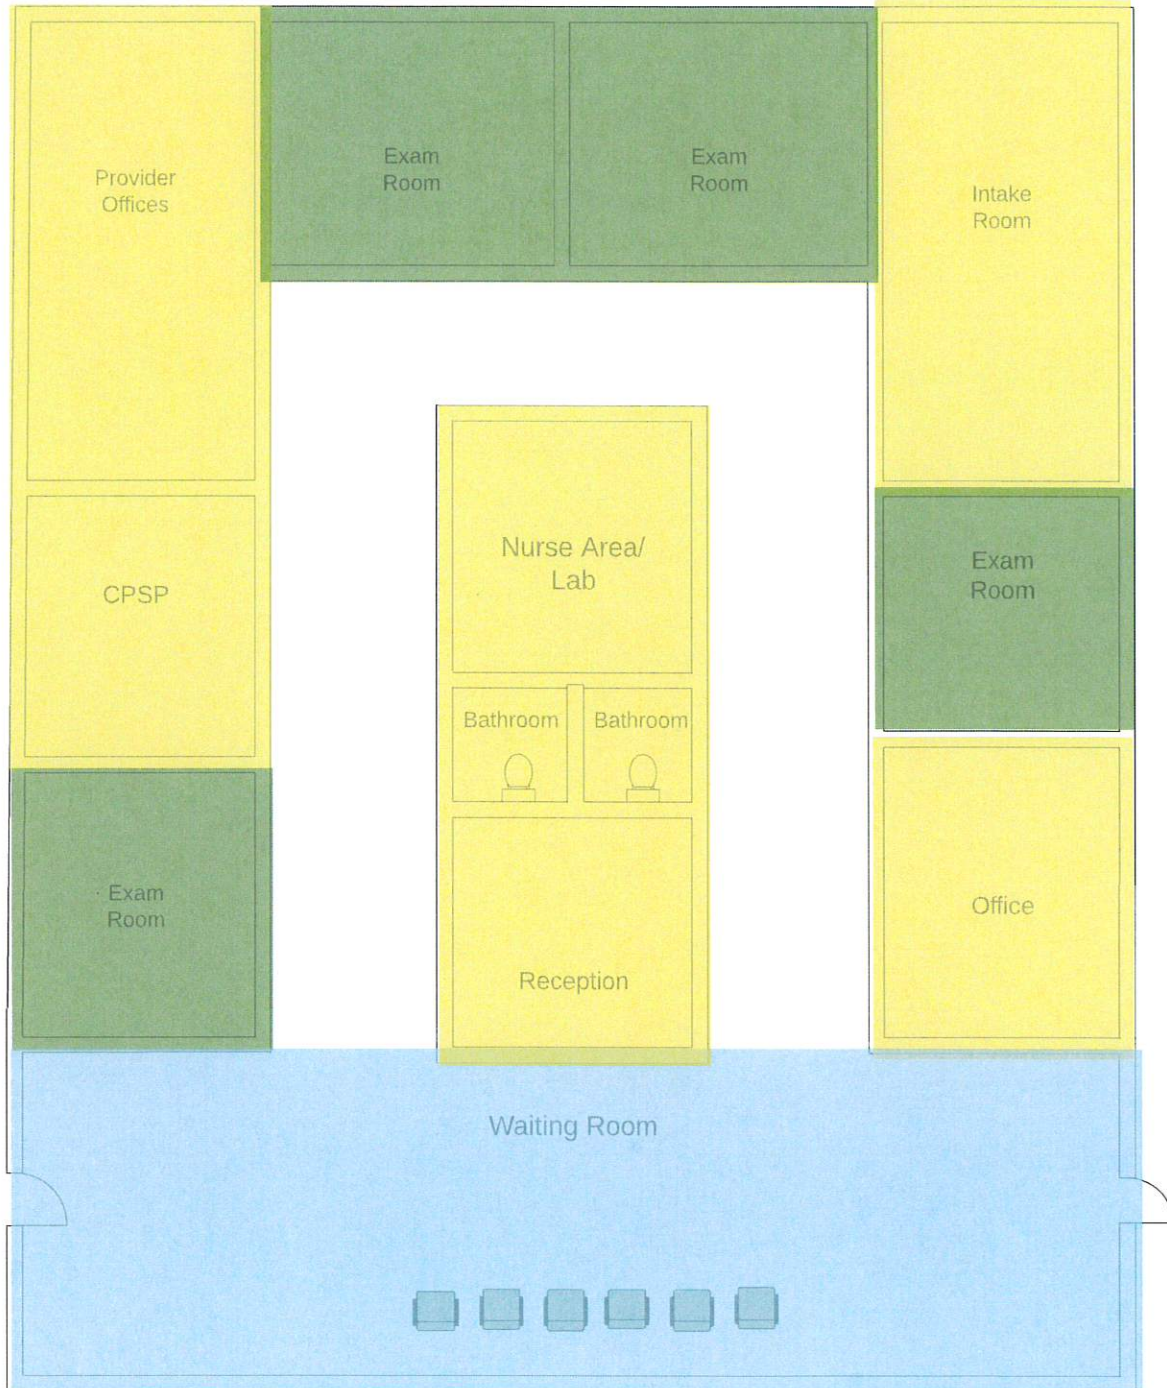 Provider
Offices
Exam
Room
Exam
Room
Intake
Room
Nurse Area/
Lab
Exam
Room
CPSP
Bathroom
Bathroom
Exam
Room
Office
Reception
Waiting Room